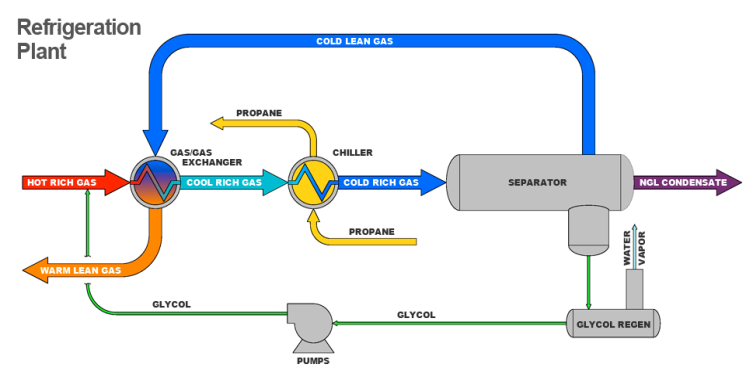 Refrigeration
Plant
COLD LEAN GAS
PROPANE
GAS/GAS
EXCHANGER
CHILLER
HOT RICH GAS
COOL RICH GAS
COLD RICH GAS
SEPARATOR
NGL CONDENSATE
PROPANE
WATER
VAPOR
WARM LEAN GAS
GLYCOL
GLYCOL
GLYCOL REGEN
PUMPS